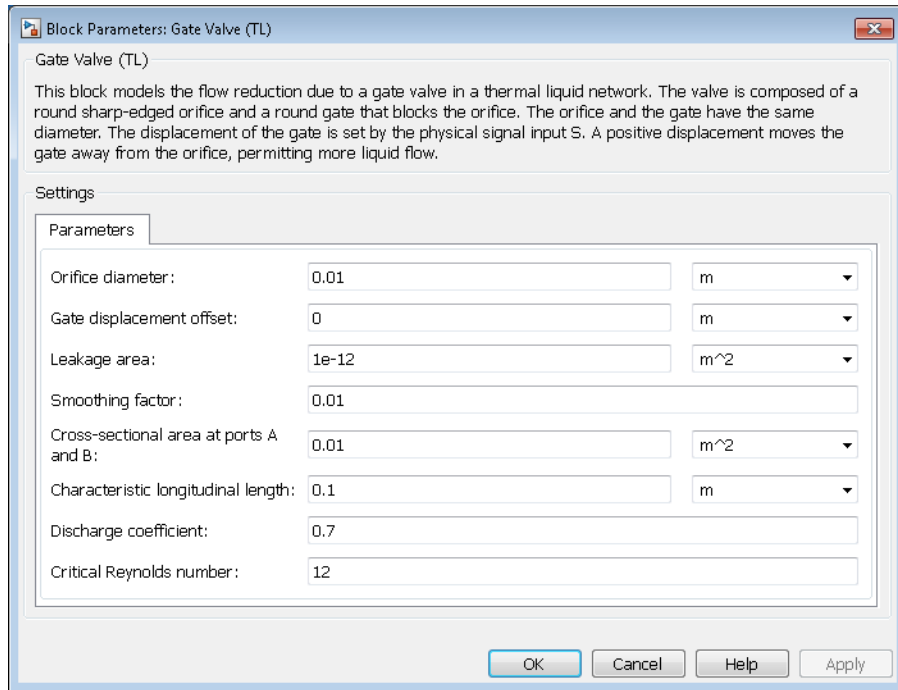 Block Parameters: Gate Valve (TL)
Gate Valve (TL)
This block models the flow reduction due to a gate valve in a thermal liquid network. The valve is composed of a
round sharp-edged orifice and a round gate that blocks the orifice. The orifice and the gate have the same
diameter. The displacement of the gate is set by the physical signal input S. A positive displacement moves the
gate away from the orifice, permitting more liquid flow.
Settings
Parameters
Orifice diameter: 0.01 m
Gate displacement offset: 0 m
Leakage area: 1e-12 m^2
Smoothing factor: 0.01
Cross-sectional area at ports A
and B: 0.01 m^2
Characteristic longitudinal length: 0.1 m
Discharge coefficient: 0.7
Critical Reynolds number: 12
OK Cancel Help Apply